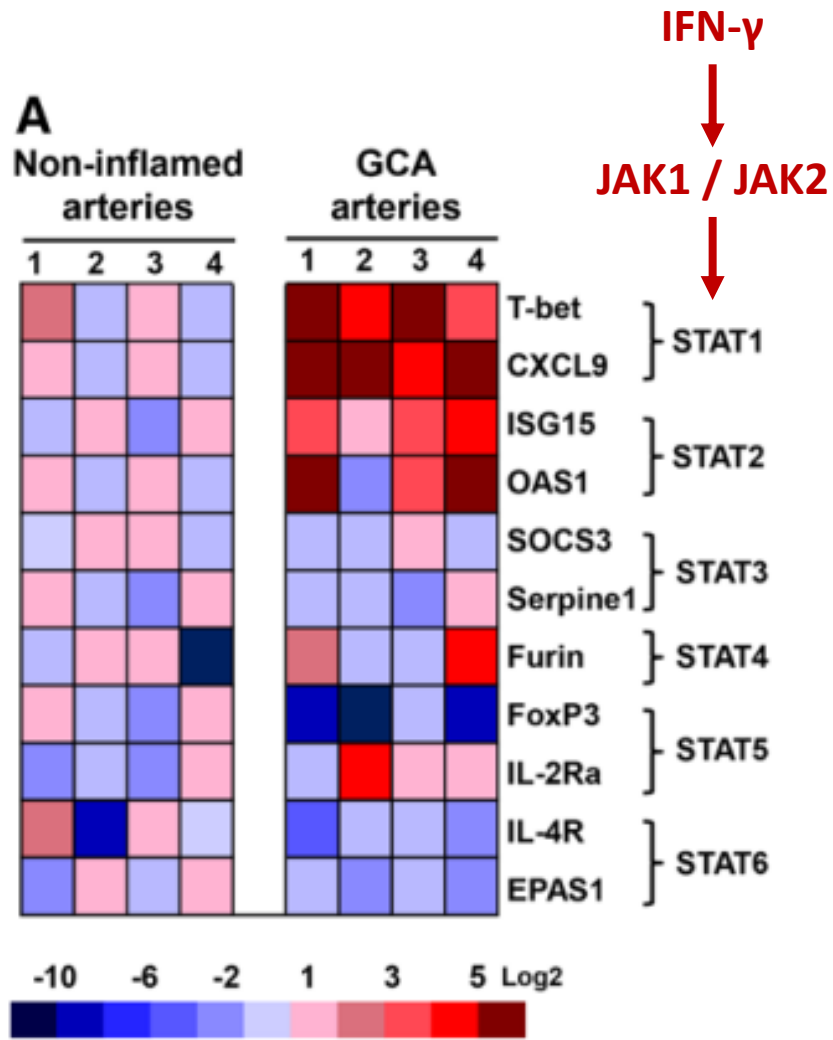 IFN-γ
JAK1 / JAK2
A
Non-inflamed arteries
GCA arteries
1 2 3 4
1 2 3 4
T-bet
CXCL9
STAT1
ISG15
OAS1
STAT2
SOCS3
Serpine1
STAT3
Furin
STAT4
FoxP3
IL-2Ra
STAT5
IL-4R
EPAS1
STAT6
-10 -6 -2 1 3 5 Log2